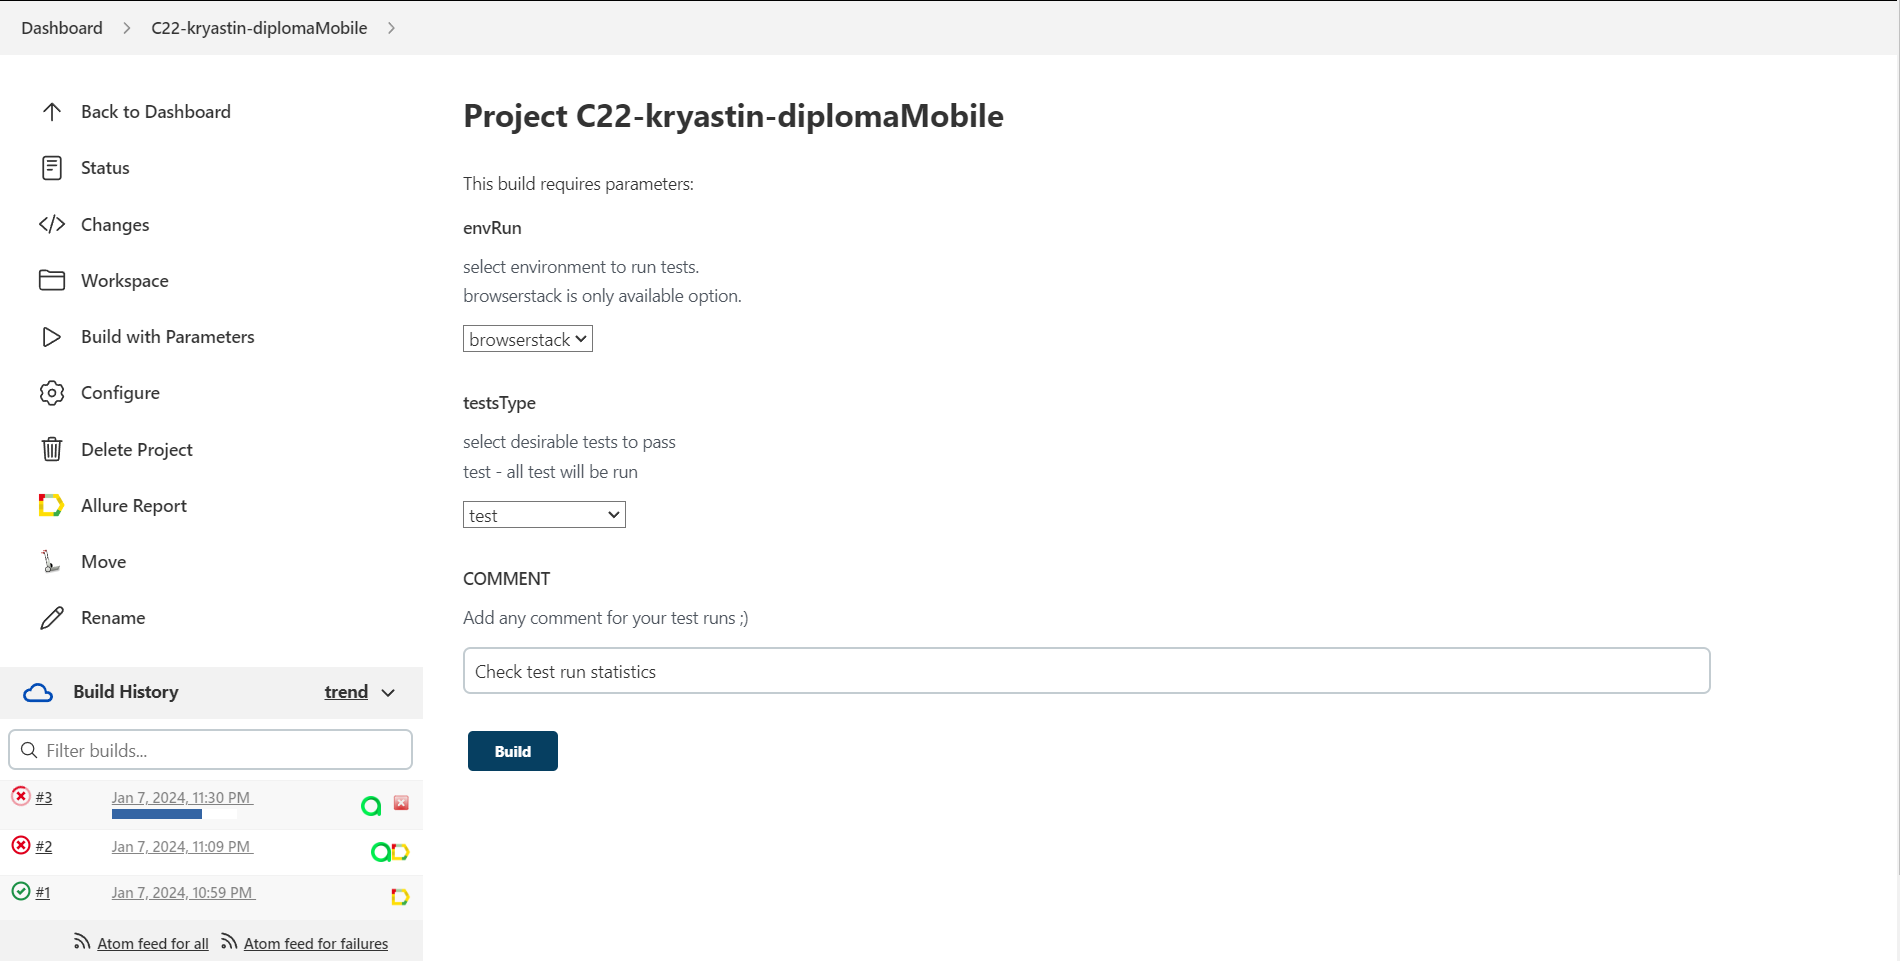 Dashboard
C22-kryastin-diplomaMobile
Back to Dashboard
Status
Changes
Workspace
Build with Parameters
Configure
Delete Project
Allure Report
Move
Rename
Build History
trend
Filter builds...
#3
Jan 7, 2024, 11:30 PM
#2
Jan 7, 2024, 11:09 PM
#1
Jan 7, 2024, 10:59 PM
Atom feed for all
Atom feed for failures
Project C22-kryastin-diplomaMobile
This build requires parameters:
envRun
select environment to run tests.
browserstack is only available option.
browserstack
testsType
select desirable tests to pass
test - all test will be run
test
COMMENT
Add any comment for your test runs ;)
Check test run statistics
Build